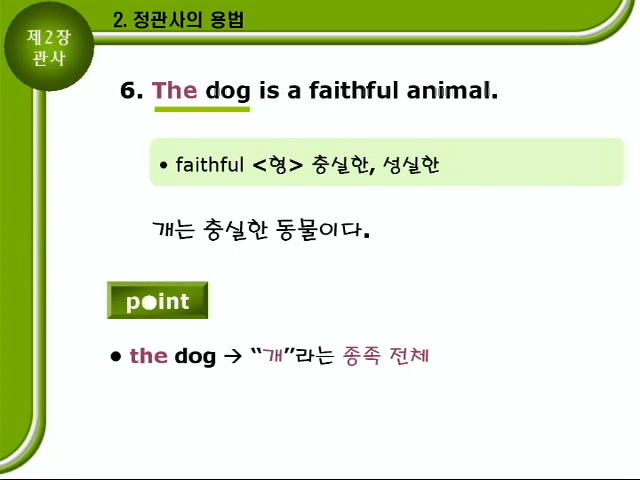 제2장
관사
2. 정관사의 용법
6. The dog is a faithful animal.
• faithful <형> 충실한, 성실한
개는 충실한 동물이다.
point
• the dog → “개”라는 종족 전체